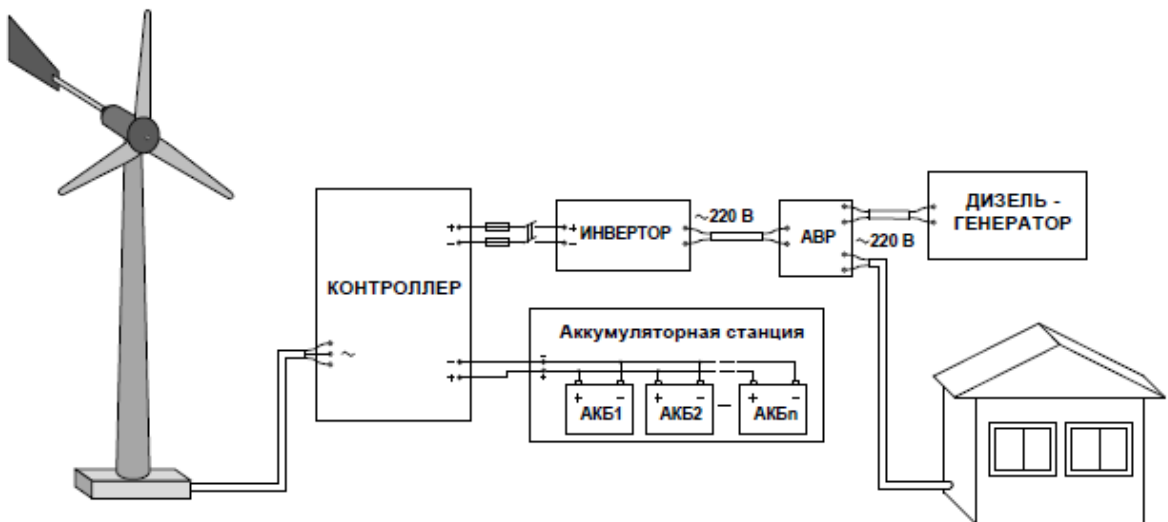 КОНТРОЛЛЕР
+
−
~
−
+
+
−
ИНВЕРТОР
~220 В
АВР
~220 В
ДИЗЕЛЬ -
ГЕНЕРАТОР
Аккумуляторная станция
-
+
+ −
АКБ1
+ −
АКБ2
–
+ −
АКБn